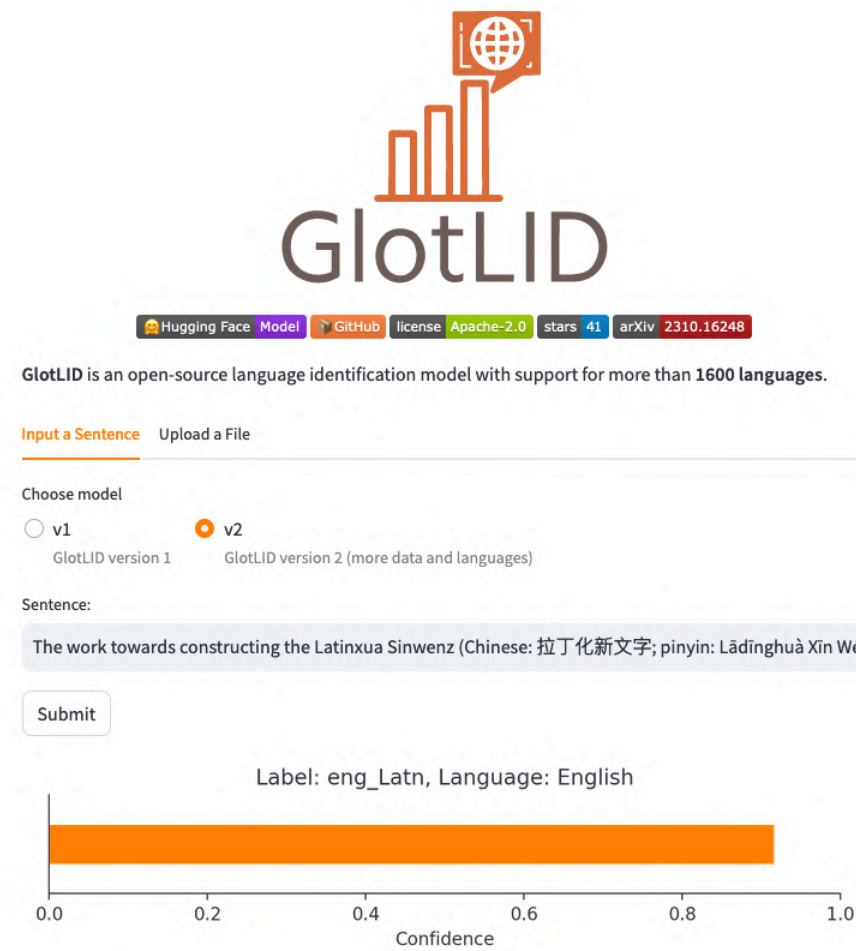 GlotLID
Hugging Face Model GitHub license Apache-2.0 stars 41 arXiv 2310.16248
GlotLID is an open-source language identification model with support for more than 1600 languages.
Input a Sentence Upload a File
Choose model
v1 v2
GlotLID version 1 GlotLID version 2 (more data and languages)
Sentence:
The work towards constructing the Latinxua Sinwenz (Chinese: 拉丁化新文字; pinyin: Lādīnghuà Xīn We
Submit
Label: eng_Latn, Language: English
0.0 0.2 0.4 0.6 0.8 1.0
Confidence